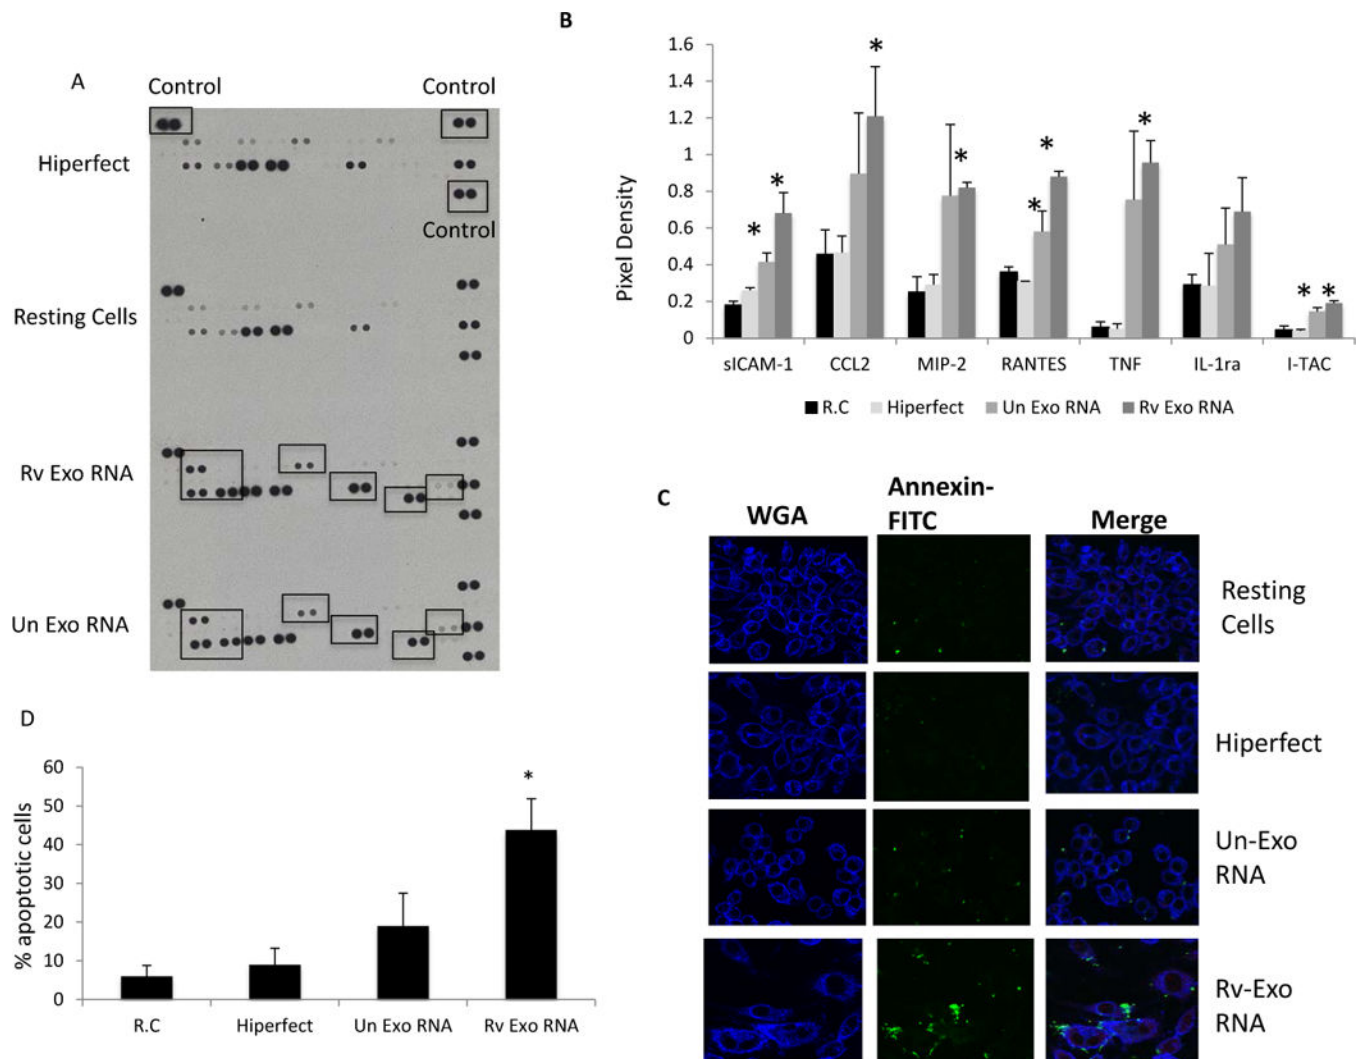 A
Control
Control
Hiperfect
Control
Resting Cells
Rv Exo RNA
Un Exo RNA
B
Pixel Density
1.6
1.4
1.2
1
0.8
0.6
0.4
0.2
0
*
*
*
*
*
*
*
*
*
sICAM-1 CCL2 MIP-2 RANTES TNF IL-1ra I-TAC
R.C Hiperfect Un Exo RNA Rv Exo RNA
C
WGA
Annexin-
FITC
Merge
Resting
Cells
Hiperfect
Un-Exo
RNA
Rv-Exo
RNA
D
% apoptotic cells
60
50
40
30
20
10
0
*
R.C Hiperfect Un Exo RNA Rv Exo RNA